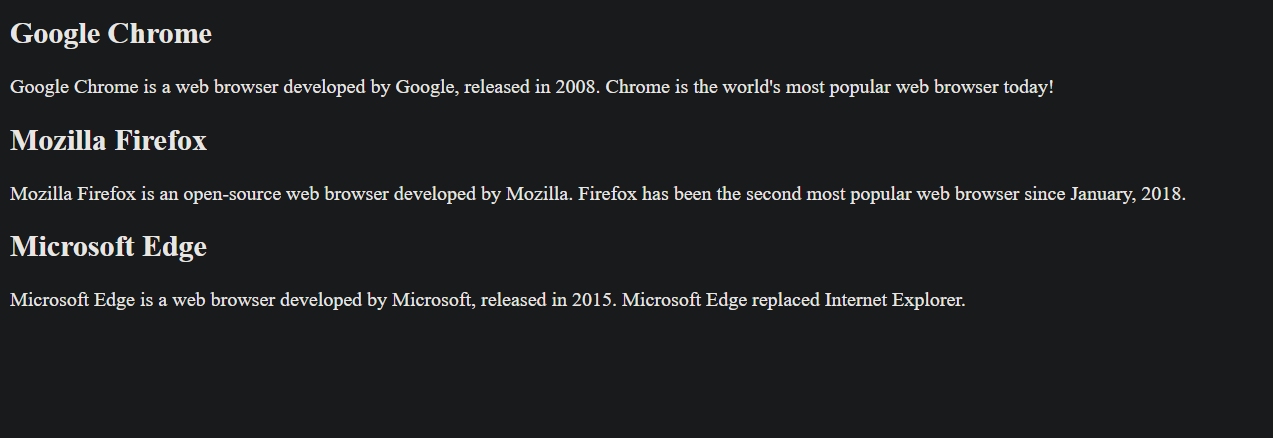 Google Chrome
Google Chrome is a web browser developed by Google, released in 2008. Chrome is the world's most popular web browser today!
Mozilla Firefox
Mozilla Firefox is an open-source web browser developed by Mozilla. Firefox has been the second most popular web browser since January, 2018.
Microsoft Edge
Microsoft Edge is a web browser developed by Microsoft, released in 2015. Microsoft Edge replaced Internet Explorer.